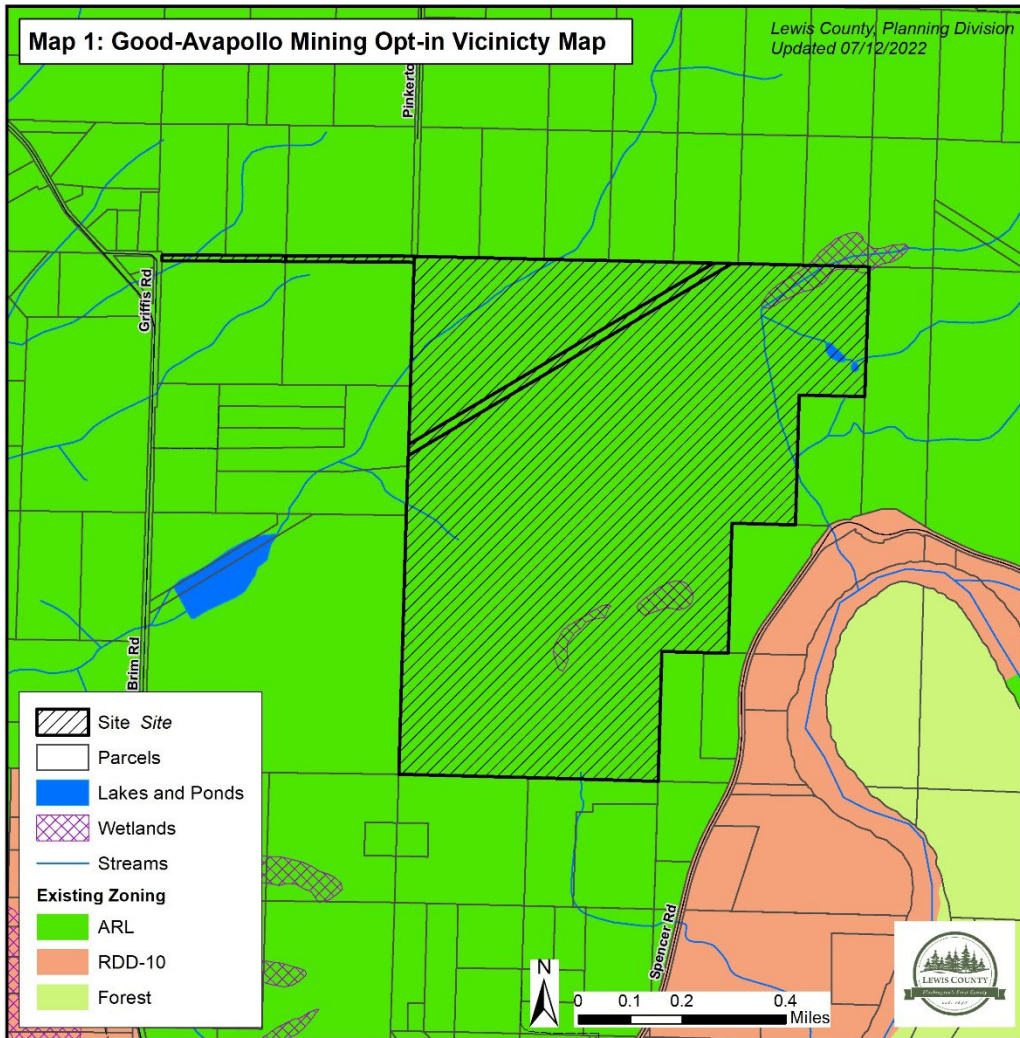 Map 1: Good-Avapollo Mining Opt-in Vicinicty Map
Lewis County, Planning Division
Updated 07/12/2022
Pinkerto
Griffis Rd
Brim Rd
Site Site
Parcels
Lakes and Ponds
Wetlands
Streams
Existing Zoning
ARL
RDD-10
Forest
Spencer Rd
N
0 0.1 0.2 0.4
Miles
LEWIS COUNTY